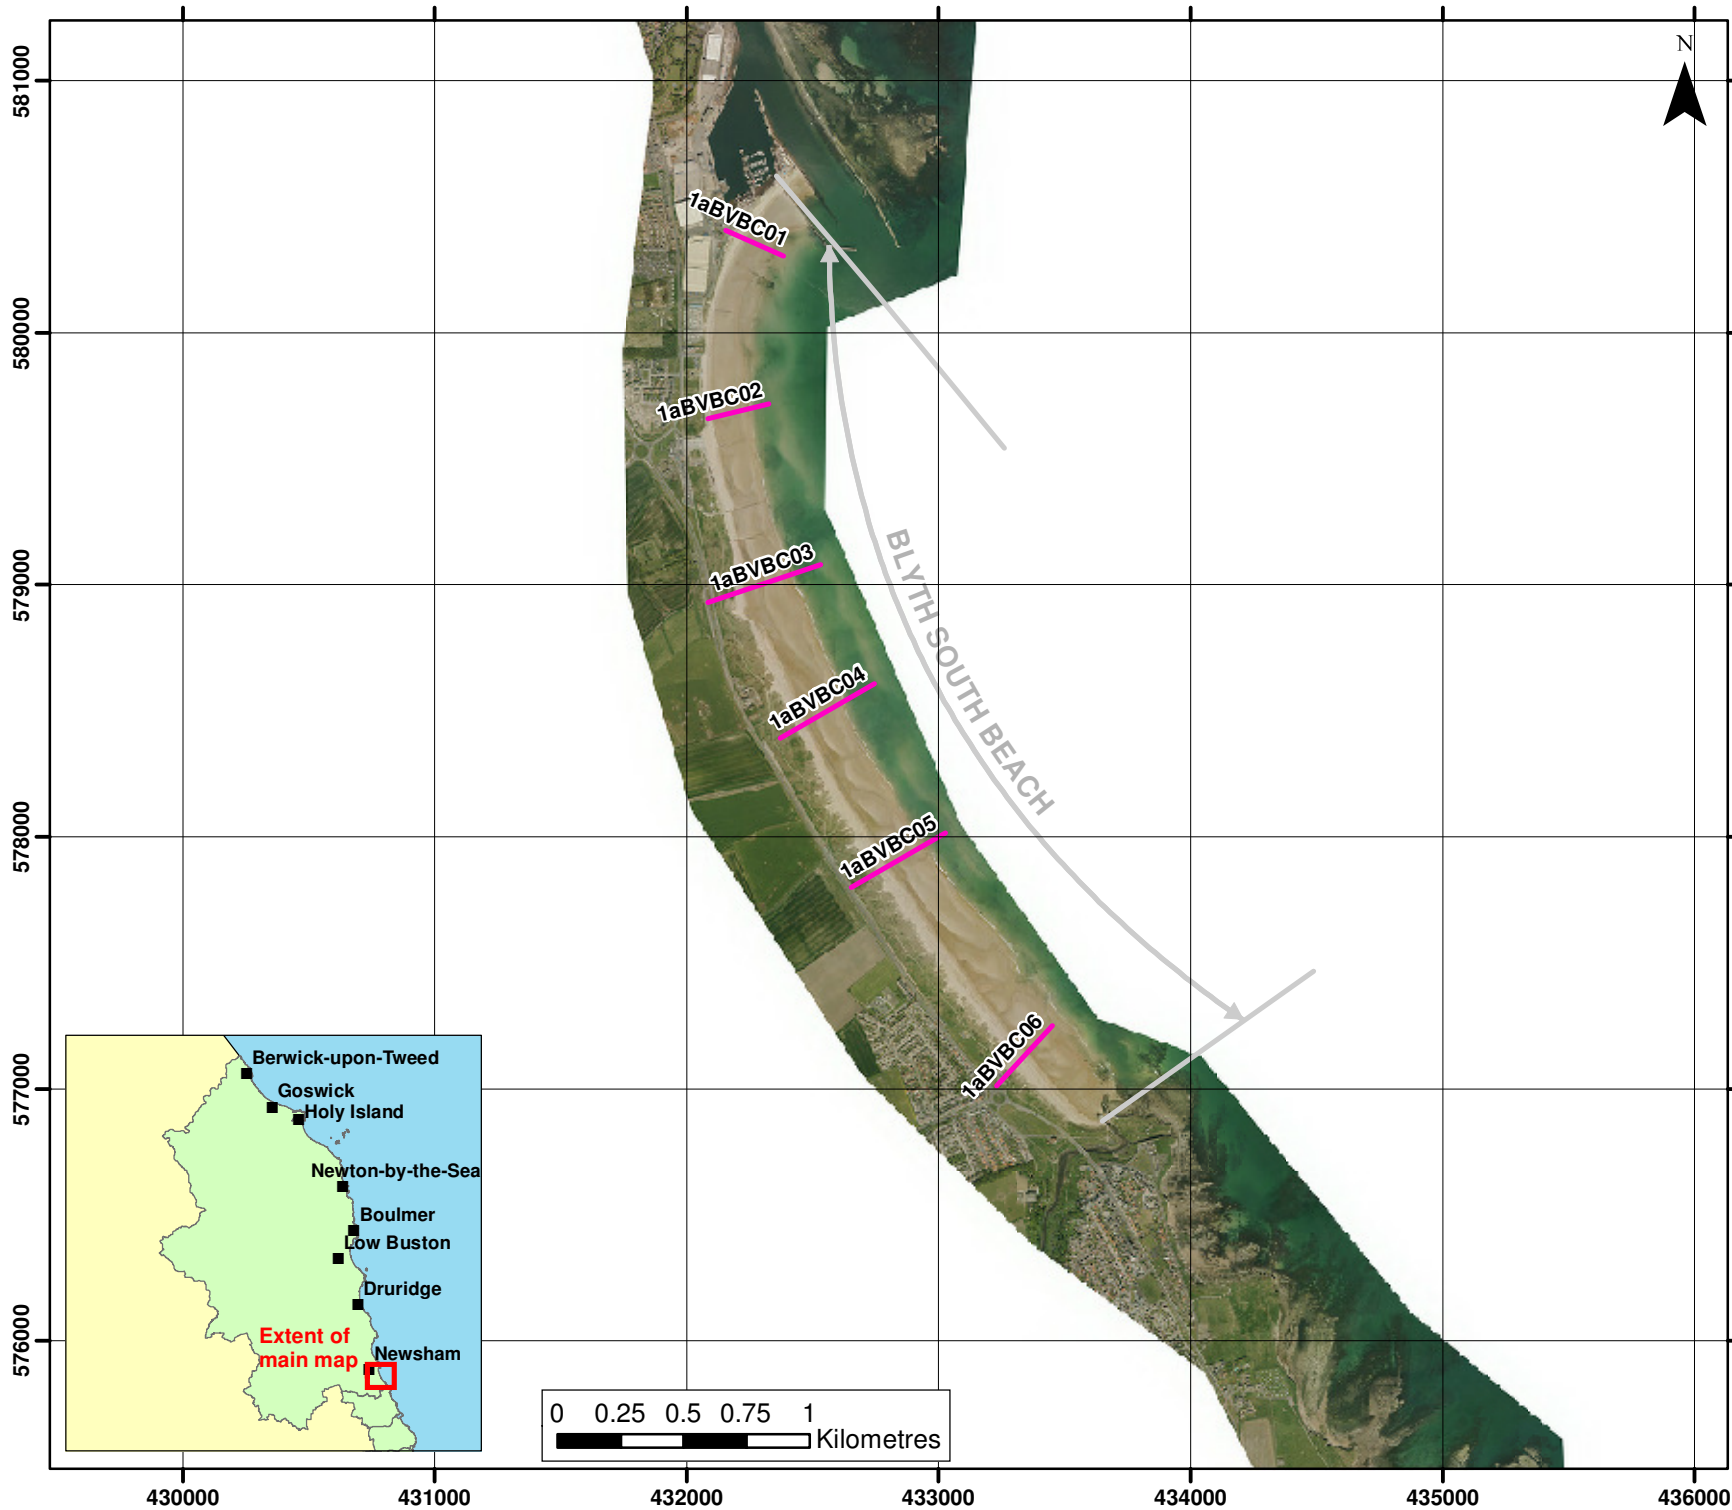 N
581000
580000
579000
578000
577000
576000
1aBVBC01
1aBVBC02
1aBVBC03
1aBVBC04
1aBVBC05
1aBVBC06
BLYTH SOUTH BEACH
Berwick-upon-Tweed
Goswick
Holy Island
Newton-by-the-Sea
Boulmer
Low Buston
Druridge
Extent of
main map
Newsham
0 0.25 0.5 0.75 1
Kilometres
430000 431000 432000 433000 434000 435000 436000